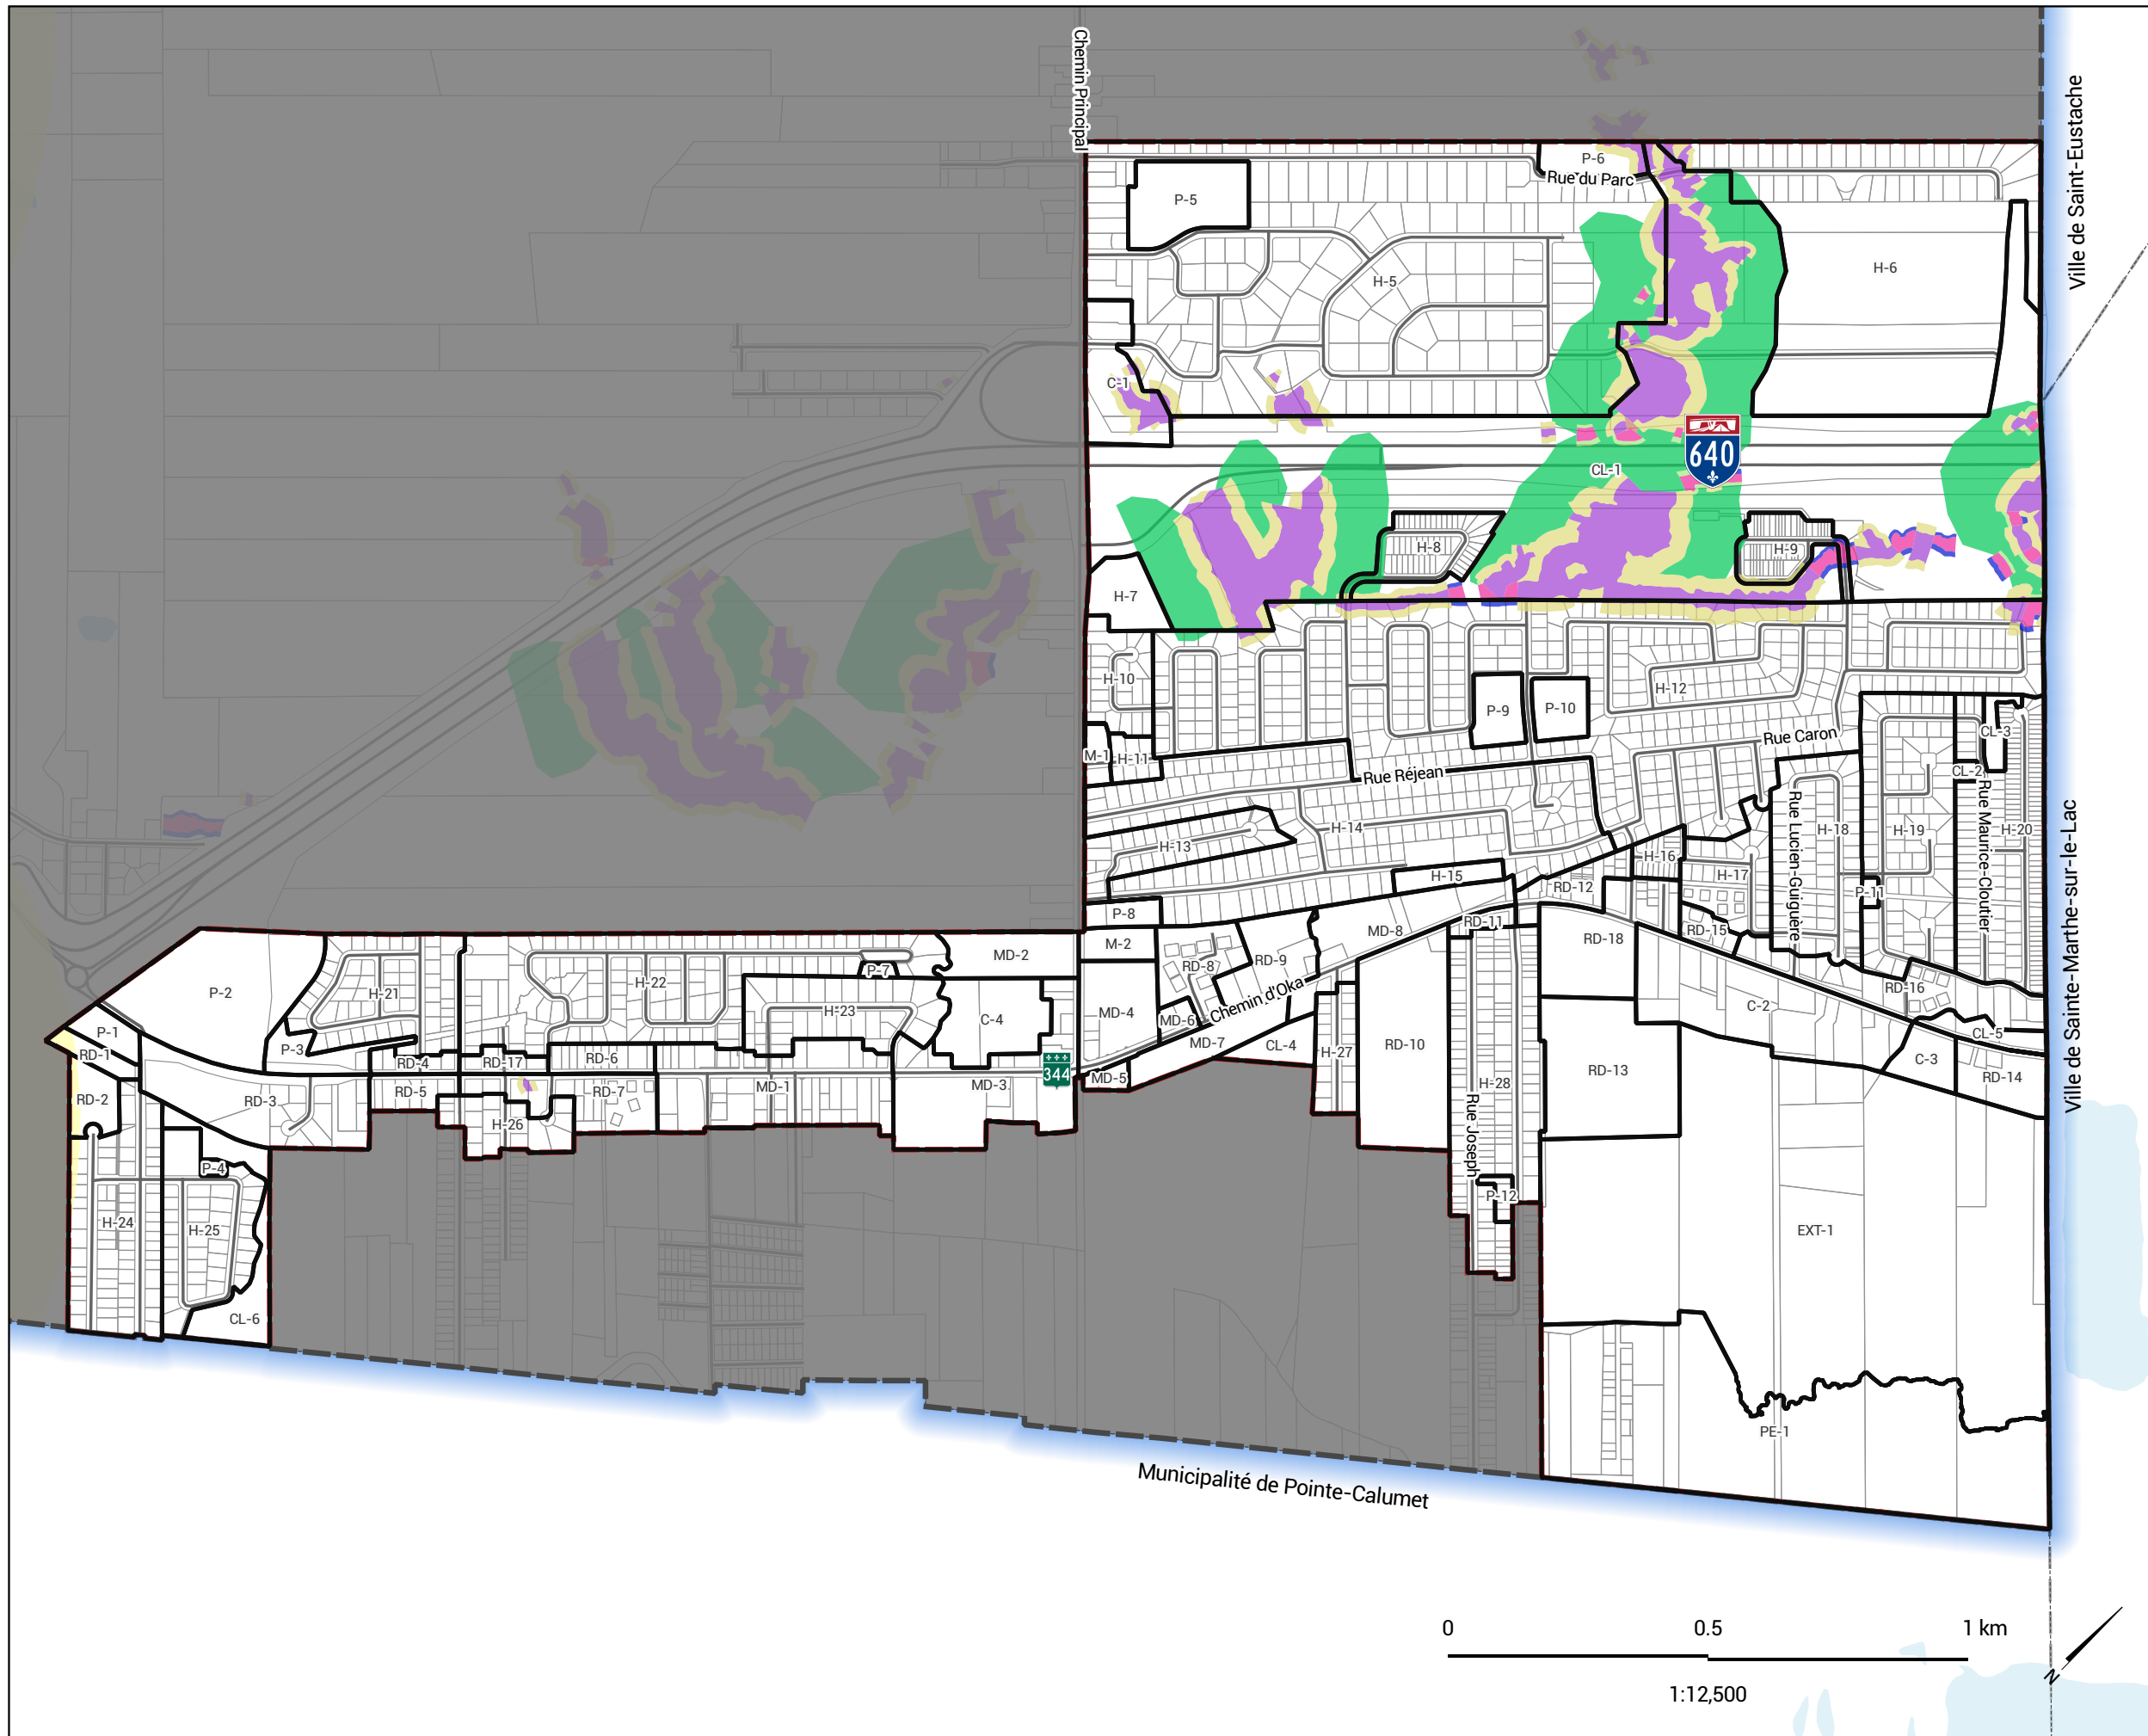 Chemin Principal
Ville de Saint-Eustache
P-6
Rue du Parc
P-5
H-6
H-5
C-1
640
CL-1
H-8
H-9
H-7
H-10
H-12
P-9
P-10
Rue Caron
CL-3
M-1
H-11
CL-2
Rue Réjean
Rue Lucien-Guiguère
Rue Maurice-Cloutier
Ville de Sainte-Marthe-sur-le-Lac
H-14
H-18
H-19
H-20
H-13
H-16
H-15
H-17
RD-12
P-11
P-8
RD-11
MD-8
RD-15
RD-18
M-2
MD-2
RD-9
RD-8
P-7
H-22
RD-16
P-2
H-21
Chemin d'Oka
C-2
H-23
MD-4
C-4
MD-6
P-1
CL-5
MD-7
RD-10
CL-4
P-3
H-27
RD-1
RD-6
C-3
RD-4
RD-17
RD-13
344
MD-5
RD-14
H-28
MD-3
MD-1
RD-7
RD-5
RD-2
RD-3
H-26
Rue Joseph
P-4
P-12
H-24
H-25
EXT-1
CL-6
PE-1
Municipalité de Pointe-Calumet
0 0.5 1 km
1:12,500
N